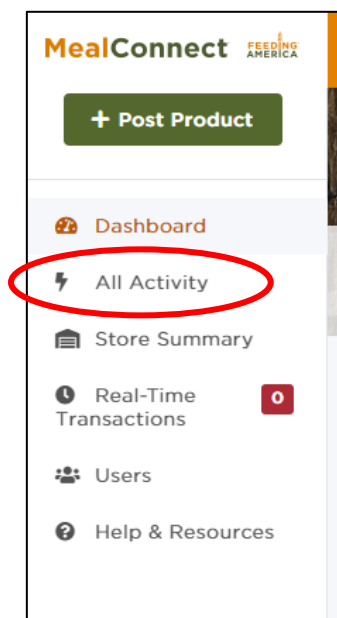 MealConnect FEEDING AMERICA
+ Post Product
Dashboard
All Activity
Store Summary
Real-Time 0
Transactions
Users
Help & Resources